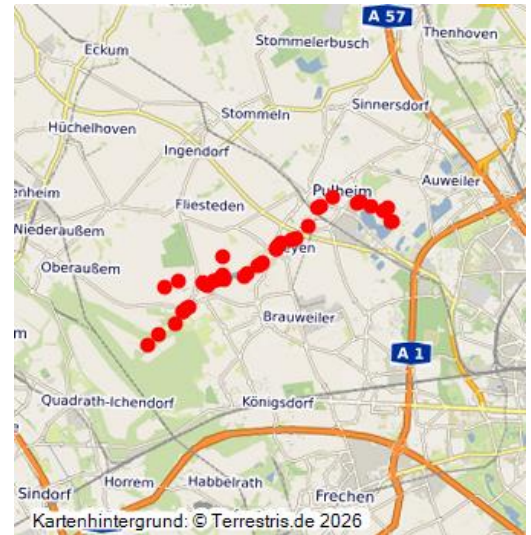 A 57
Thenhoven
Eckum
Stommelerbusch
Sinnersdorf
Stommeln
Hüchelhoven
Ingendorf
Auweiler
Pulheim
enheim
Fliesteden
Niederaußem
eyen
Oberaußem
m
Brauweiler
A 1
Quadrath-Ichendorf
Königsdorf
Horrem
Habbelrath
Sindorf
Frechen
Kartenhintergrund: © Terrestris.de 2026